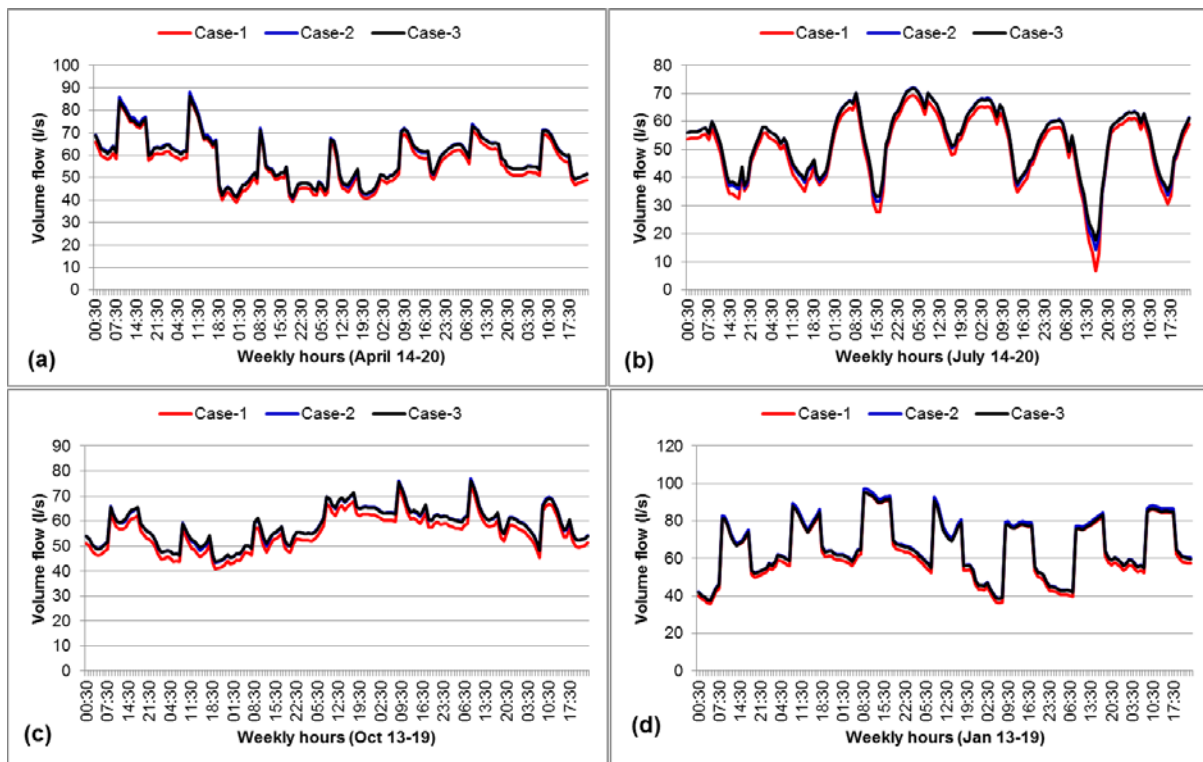 Case-1 Case-2 Case-3
100
90
80
70
60
50
40
30
20
10
0
Volume flow (l/s)
00:30 07:30 14:30 21:30 04:30 11:30 18:30 01:30 08:30 15:30 22:30 05:30 12:30 19:30 02:30 09:30 16:30 23:30 06:30 13:30 20:30 03:30 10:30 17:30
(a)
Weekly hours (April 14-20)
Case-1 Case-2 Case-3
80
70
60
50
40
30
20
10
0
Volume flow (l/s)
00:30 07:30 14:30 21:30 04:30 11:30 18:30 01:30 08:30 15:30 22:30 05:30 12:30 19:30 02:30 09:30 16:30 23:30 06:30 13:30 20:30 03:30 10:30 17:30
(b)
Weekly hours (July 14-20)
Case-1 Case-2 Case-3
90
80
70
60
50
40
30
20
10
0
Volume flow (l/s)
00:30 07:30 14:30 21:30 04:30 11:30 18:30 01:30 08:30 15:30 22:30 05:30 12:30 19:30 02:30 09:30 16:30 23:30 06:30 13:30 20:30 03:30 10:30 17:30
(c)
Weekly hours (Oct 13-19)
Case-1 Case-2 Case-3
120
100
80
60
40
20
0
Volume flow (l/s)
00:30 07:30 14:30 21:30 04:30 11:30 18:30 01:30 08:30 15:30 22:30 05:30 12:30 19:30 02:30 09:30 16:30 23:30 06:30 13:30 20:30 03:30 10:30 17:30
(d)
Weekly hours (Jan 13-19)